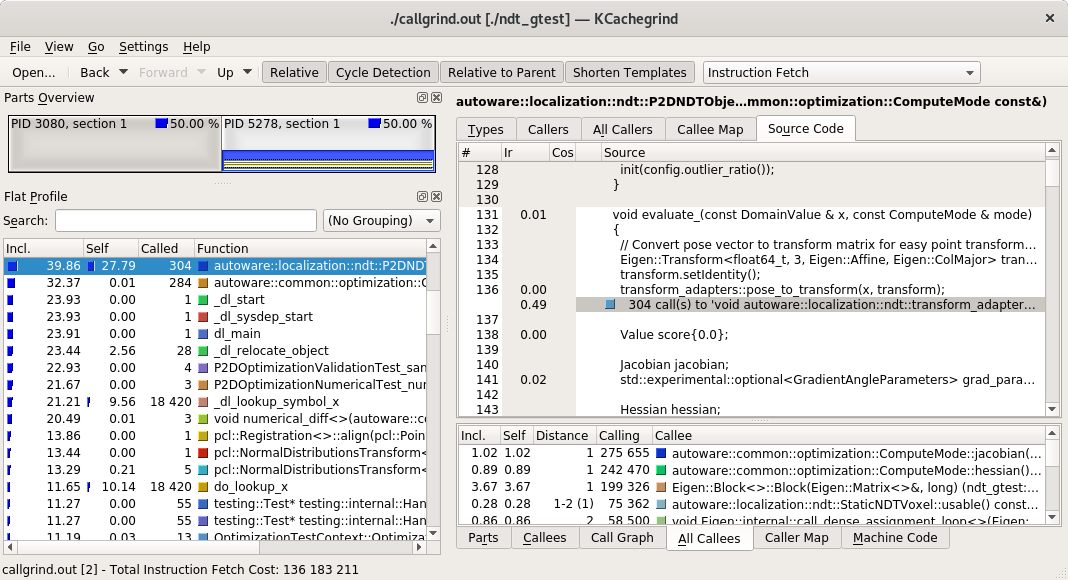 ./callgrind.out [./ndt_gtest] — KCachegrind
File View Go Settings Help
Open... Back Forward Up Relative Cycle Detection Relative to Parent Shorten Templates Instruction Fetch
Parts Overview
PID 3080, section 1 50.00 % PID 5278, section 1 50.00 %
Flat Profile
Search: (No Grouping)
Incl. Self Called Function
39.86 27.79 304 autoware::localization::ndt::P2DNDT
32.37 0.01 284 autoware::common::optimization::C
23.93 0.00 1 _dl_start
23.93 0.00 1 _dl_sysdep_start
23.91 0.00 1 dl_main
23.44 2.56 28 _dl_relocate_object
22.93 0.00 4 P2DOptimizationValidationTest_san
21.67 0.00 3 P2DOptimizationNumericalTest_nur
21.21 9.56 18 420 _dl_lookup_symbol_x
20.49 0.01 3 void numerical_diff<>(autoware::co
13.86 0.00 1 pcl::Registration<>::align(pcl::Poin
13.44 0.00 1 pcl::NormalDistributionsTransform<
13.29 0.21 5 pcl::NormalDistributionsTransform<
11.65 10.14 18 420 do_lookup_x
11.27 0.00 55 testing::Test* testing::internal::Han
11.27 0.00 55 testing::Test* testing::internal::Han
11.19 0.03 13 OptimizationTestContext::Optimiza
autoware::localization::ndt::P2DNDTObje...mmon::optimization::ComputeMode const&)
Types Callers All Callers Callee Map Source Code
# Ir Cos Source
128 init(config.outlier_ratio());
129 }
130
131 0.01 void evaluate_(const DomainValue & x, const ComputeMode & mode)
132 {
133 // Convert pose vector to transform matrix for easy point transform...
134 Eigen::Transform<float64_t, 3, Eigen::Affine, Eigen::ColMajor> tran...
135 transform.setIdentity();
136 0.00 transform_adapters::pose_to_transform(x, transform);
0.49 304 call(s) to 'void autoware::localization::ndt::transform_adapter...
137
138 0.00 Value score{0.0};
139
140 Jacobian jacobian;
141 0.02 std::experimental::optional<GradientAngleParameters> grad_para...
142
143 Hessian hessian;
Incl. Self Distance Calling Callee
1.02 1.02 1 275 655 autoware::common::optimization::ComputeMode::jacobian(...
0.89 0.89 1 242 470 autoware::common::optimization::ComputeMode::hessian()...
3.67 3.67 1 199 326 Eigen::Block<>::Block(Eigen::Matrix<>&, long) (ndt_gtest:...
0.28 0.28 1-2 (1) 75 362 autoware::localization::ndt::StaticNDTVoxel::usable() const...
0.86 0.86 2 58 500 void Eigen::internal::call_dense_assignment_loop<>(Eigen:
Parts Callees Call Graph All Callees Caller Map Machine Code
callgrind.out [2] - Total Instruction Fetch Cost: 136 183 211